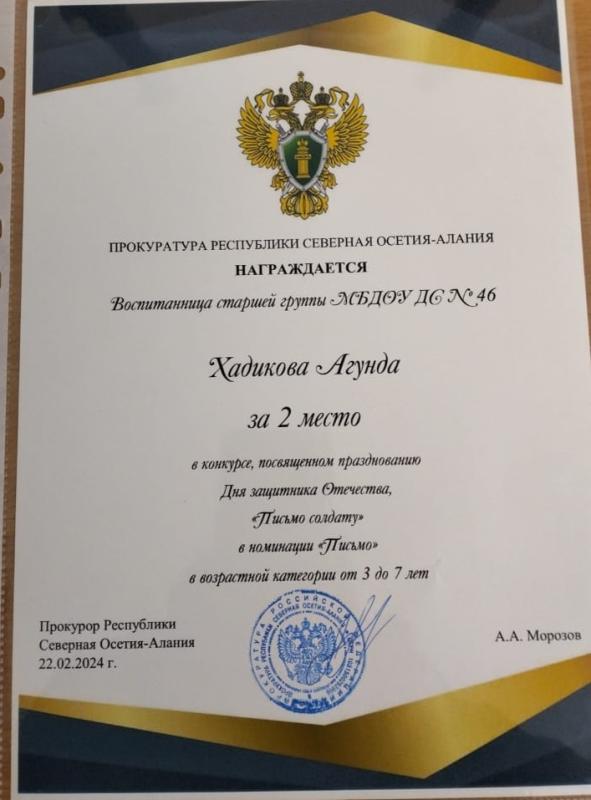 ПРОКУРАТУРА РЕСПУБЛИКИ СЕВЕРНАЯ ОСЕТИЯ-АЛАНИЯ
НАГРАЖДАЕТСЯ
Воспитанница старшей группы МБДОУ ДС № 46
Хадикова Агунда
за 2 место
в конкурсе, посвященном празднованию
Дня защитника Отечества,
«Письмо солдату»
в номинации «Письмо»
в возрастной категории от 3 до 7 лет
Прокурор Республики
Северная Осетия-Алания
22.02.2024 г.
А.А. Морозов